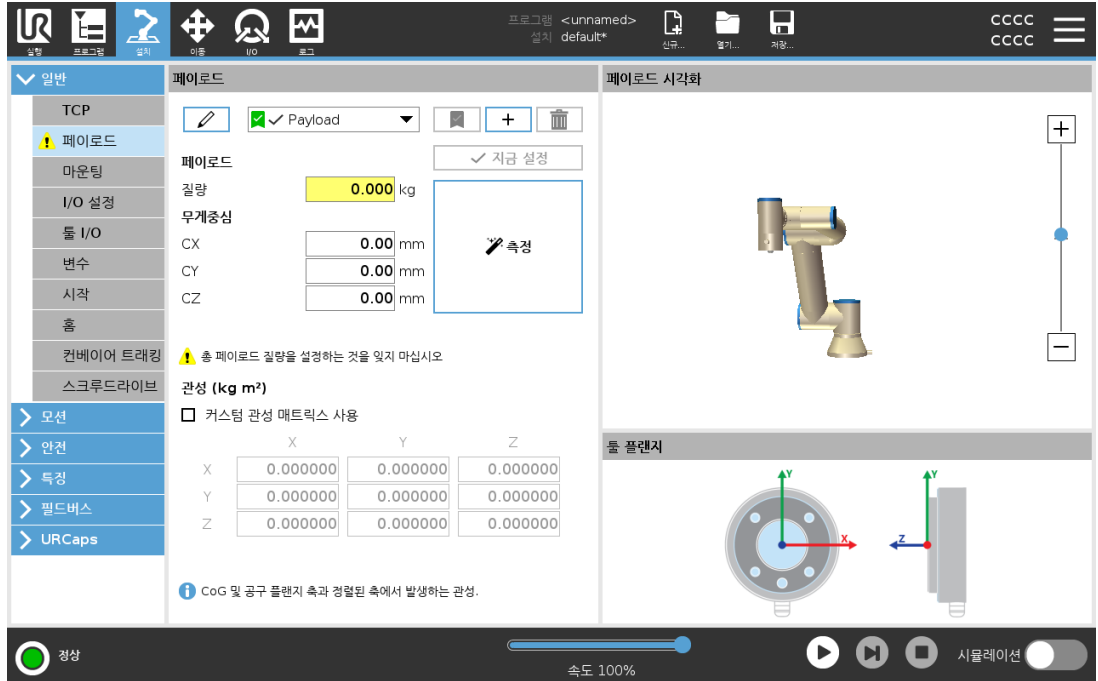 프로그램 <unnamed>
설치 default*
cccc
cccc
실행 프로그램 설치 이동 I/O 로그 신규... 열기... 저장...
일반
TCP
페이로드
마운팅
I/O 설정
툴 I/O
변수
시작
홈
컨베이어 트래킹
스크루드라이브
모션
안전
특징
필드버스
URCaps
페이로드
Payload
페이로드
지금 설정
질량 0.000 kg
무게중심
CX 0.00 mm
CY 0.00 mm
CZ 0.00 mm
측정
총 페이로드 질량을 설정하는 것을 잊지 마십시오
관성 (kg m²)
커스텀 관성 매트릭스 사용
X Y Z
X 0.000000 0.000000 0.000000
Y 0.000000 0.000000 0.000000
Z 0.000000 0.000000 0.000000
CoG 및 공구 플랜지 축과 정렬된 축에서 발생하는 관성.
페이로드 시각화
툴 플랜지
Y Y
X Z
정상
속도 100%
시뮬레이션